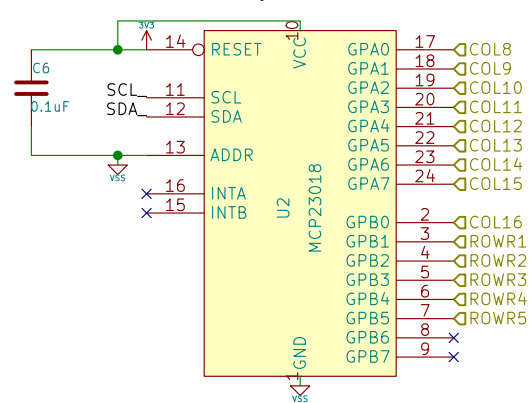 3V3
10
VCC
14 RESET
C6
0.1uF
SCL_ 11 SCL
SDA_ 12 SDA
13 ADDR
VSS
16 INTA
15 INTB
U2
MCP23018
GPA0 17 COL8
GPA1 18 COL9
GPA2 19 COL10
GPA3 20 COL11
GPA4 21 COL12
GPA5 22 COL13
GPA6 23 COL14
GPA7 24 COL15
GPB0 2 COL16
GPB1 3 ROWR1
GPB2 4 ROWR2
GPB3 5 ROWR3
GPB4 6 ROWR4
GPB5 7 ROWR5
GPB6 8
GPB7 9
GND
1
VSS